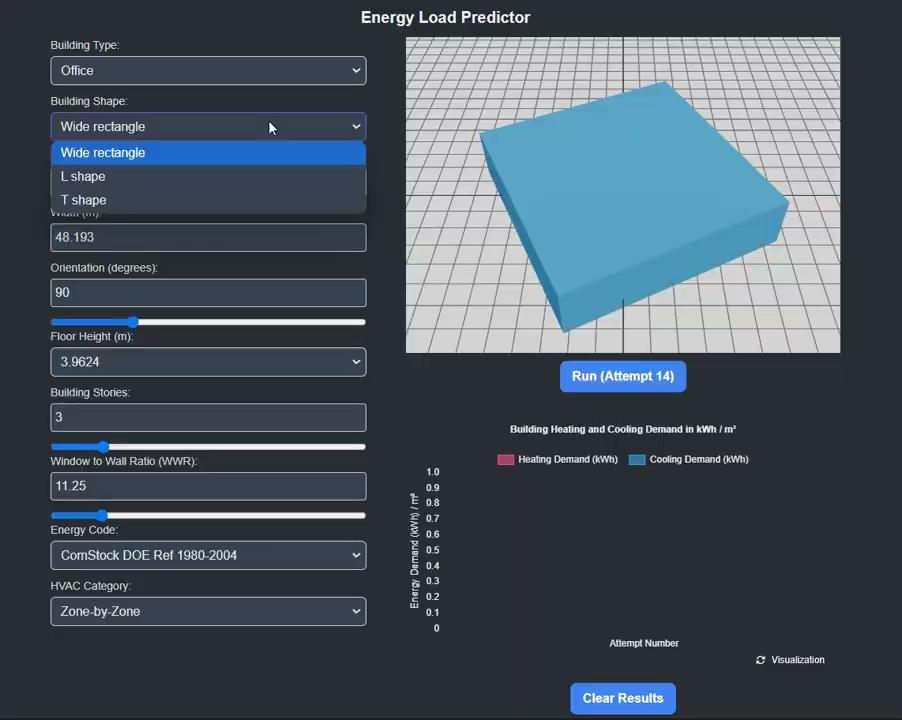 Energy Load Predictor
Building Type:
Office
Building Shape:
Wide rectangle
Wide rectangle
L shape
T shape
Width (m):
48.193
Orientation (degrees):
90
Floor Height (m):
3.9624
Building Stories:
3
Window to Wall Ratio (WWR):
11.25
Energy Code:
ComStock DOE Ref 1980-2004
HVAC Category:
Zone-by-Zone
Run (Attempt 14)
Building Heating and Cooling Demand in kWh / m²
Heating Demand (kWh) Cooling Demand (kWh)
Energy Demand (kWh) / m²
1.0
0.9
0.8
0.7
0.6
0.5
0.4
0.3
0.2
0.1
0
Attempt Number
Visualization
Clear Results